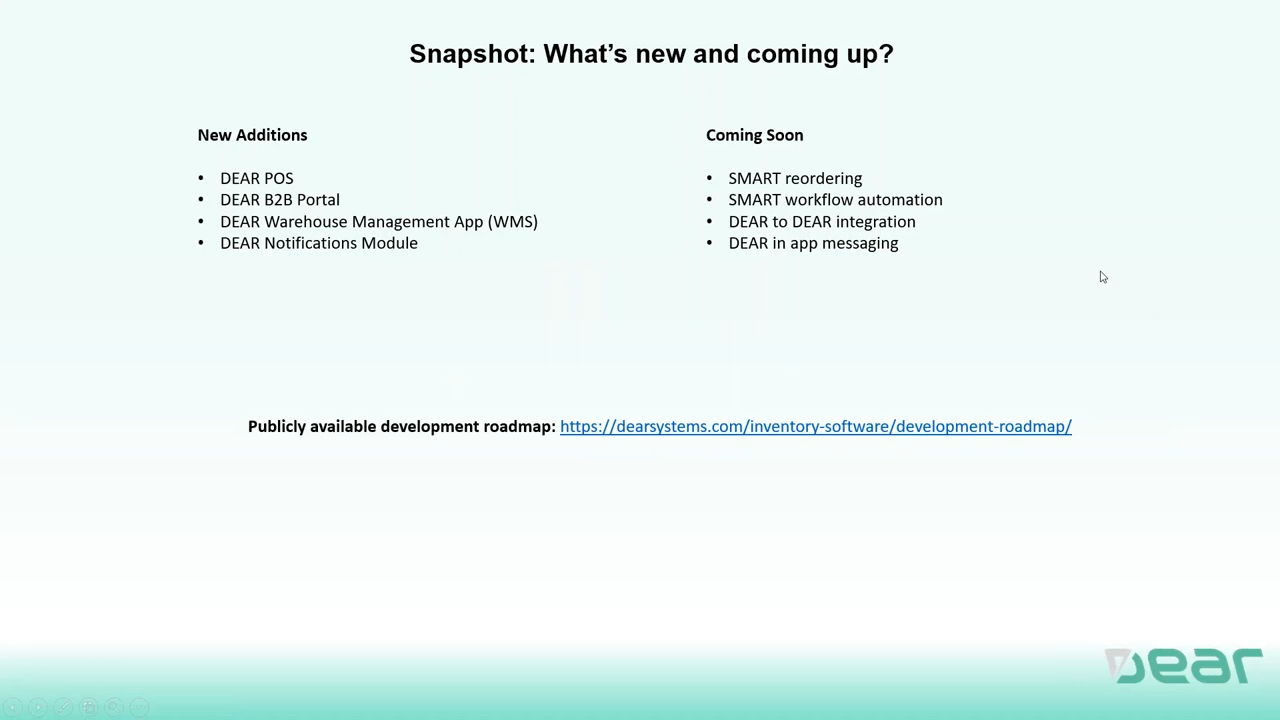 Snapshot: What’s new and coming up?
New Additions
• DEAR POS
• DEAR B2B Portal
• DEAR Warehouse Management App (WMS)
• DEAR Notifications Module
Coming Soon
• SMART reordering
• SMART workflow automation
• DEAR to DEAR integration
• DEAR in app messaging
Publicly available development roadmap: https://dearsystems.com/inventory-software/development-roadmap/
Dear